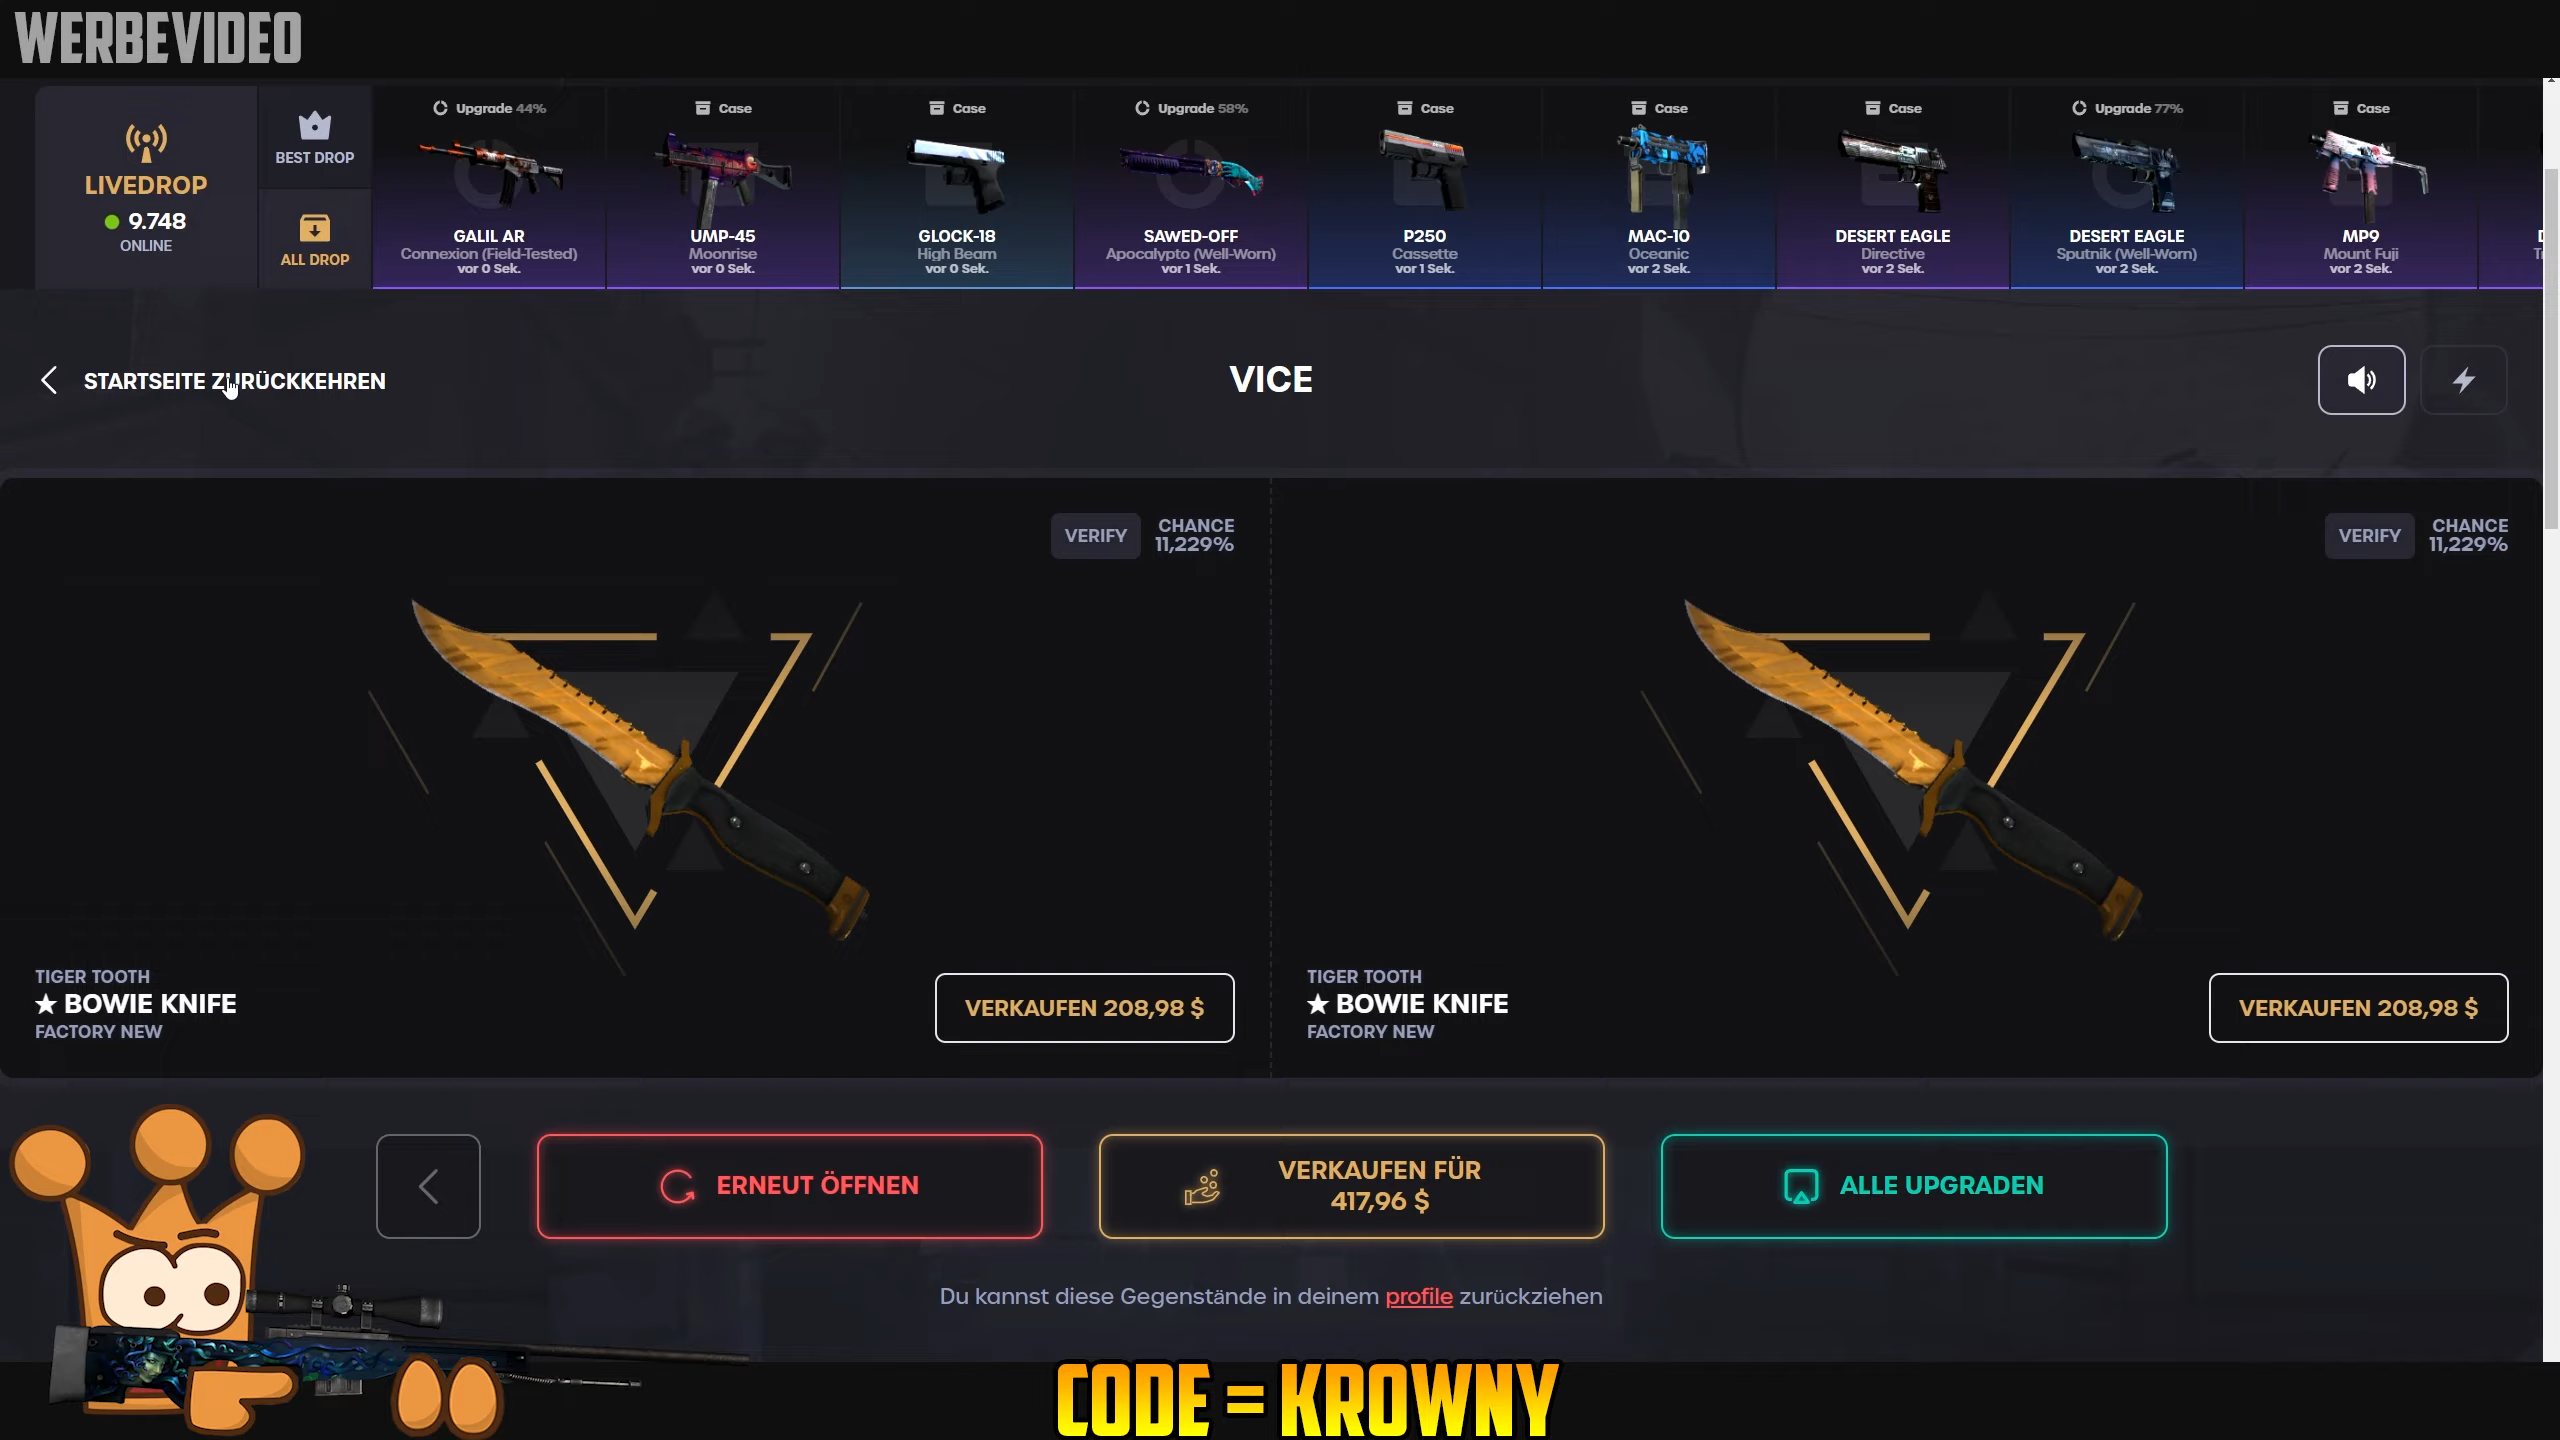 WERBEVIDEO
LIVEDROP
9.748
ONLINE
BEST DROP
ALL DROP
Upgrade 44%
GALIL AR
Connexion (Field-Tested)
vor 0 Sek.
Case
UMP-45
Moonrise
vor 0 Sek.
Case
GLOCK-18
High Beam
vor 0 Sek.
Upgrade 58%
SAWED-OFF
Apocalypto (Well-Worn)
vor 1 Sek.
Case
P250
Cassette
vor 1 Sek.
Case
MAC-10
Oceanic
vor 2 Sek.
Case
DESERT EAGLE
Directive
vor 2 Sek.
Upgrade 77%
DESERT EAGLE
Sputnik (Well-Worn)
vor 2 Sek.
Case
MP9
Mount Fuji
vor 2 Sek.
STARTSEITE ZURÜCKKEHREN
VICE
VERIFY
CHANCE
11,229%
TIGER TOOTH
★ BOWIE KNIFE
FACTORY NEW
VERKAUFEN 208,98 $
VERIFY
CHANCE
11,229%
TIGER TOOTH
★ BOWIE KNIFE
FACTORY NEW
VERKAUFEN 208,98 $
ERNEUT ÖFFNEN
VERKAUFEN FÜR
417,96 $
ALLE UPGRADEN
Du kannst diese Gegenstände in deinem profile zurückziehen
CODE = KROWNY